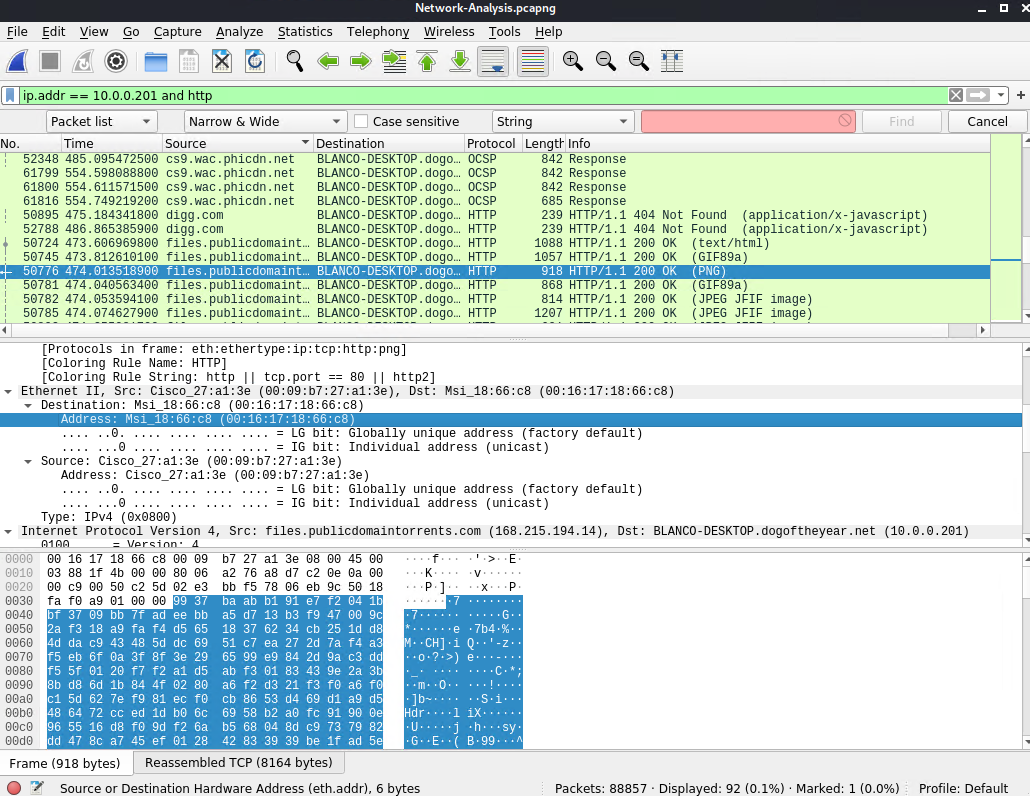 Network-Analysis.pcapng
File Edit View Go Capture Analyze Statistics Telephony Wireless Tools Help
ip.addr == 10.0.0.201 and http
Packet list Narrow & Wide Case sensitive String Find Cancel
No. Time Source Destination Protocol Length Info
52348 485.095472500 cs9.wac.phicdn.net BLANCO-DESKTOP.dogo… OCSP 842 Response
61799 554.598088800 cs9.wac.phicdn.net BLANCO-DESKTOP.dogo… OCSP 842 Response
61800 554.611571500 cs9.wac.phicdn.net BLANCO-DESKTOP.dogo… OCSP 842 Response
61816 554.749219200 cs9.wac.phicdn.net BLANCO-DESKTOP.dogo… OCSP 685 Response
50895 475.184341800 digg.com BLANCO-DESKTOP.dogo… HTTP 239 HTTP/1.1 404 Not Found (application/x-javascript)
52788 486.865385900 digg.com BLANCO-DESKTOP.dogo… HTTP 239 HTTP/1.1 404 Not Found (application/x-javascript)
50724 473.606969800 files.publicdomaint… BLANCO-DESKTOP.dogo… HTTP 1088 HTTP/1.1 200 OK (text/html)
50745 473.812610100 files.publicdomaint… BLANCO-DESKTOP.dogo… HTTP 1057 HTTP/1.1 200 OK (GIF89a)
50776 474.013518900 files.publicdomaint… BLANCO-DESKTOP.dogo… HTTP 918 HTTP/1.1 200 OK (PNG)
50781 474.040563400 files.publicdomaint… BLANCO-DESKTOP.dogo… HTTP 868 HTTP/1.1 200 OK (GIF89a)
50782 474.053594100 files.publicdomaint… BLANCO-DESKTOP.dogo… HTTP 814 HTTP/1.1 200 OK (JPEG JFIF image)
50785 474.074627900 files.publicdomaint… BLANCO-DESKTOP.dogo… HTTP 1207 HTTP/1.1 200 OK (JPEG JFIF image)
[Protocols in frame: eth:ethertype:ip:tcp:http:png]
[Coloring Rule Name: HTTP]
[Coloring Rule String: http || tcp.port == 80 || http2]
Ethernet II, Src: Cisco_27:a1:3e (00:09:b7:27:a1:3e), Dst: Msi_18:66:c8 (00:16:17:18:66:c8)
Destination: Msi_18:66:c8 (00:16:17:18:66:c8)
Address: Msi_18:66:c8 (00:16:17:18:66:c8)
.... ..0. .... .... .... .... = LG bit: Globally unique address (factory default)
.... ...0 .... .... .... .... = IG bit: Individual address (unicast)
Source: Cisco_27:a1:3e (00:09:b7:27:a1:3e)
Address: Cisco_27:a1:3e (00:09:b7:27:a1:3e)
.... ..0. .... .... .... .... = LG bit: Globally unique address (factory default)
.... ...0 .... .... .... .... = IG bit: Individual address (unicast)
Type: IPv4 (0x0800)
Internet Protocol Version 4, Src: files.publicdomaintorrents.com (168.215.194.14), Dst: BLANCO-DESKTOP.dogoftheyear.net (10.0.0.201)
0100 .... = Version: 4
0000 00 16 17 18 66 c8 00 09 b7 27 a1 3e 08 00 45 00 ····f··· ·'·>··E·
0010 03 88 1f 4b 00 00 80 06 a2 76 a8 d7 c2 0e 0a 00 ···K···· ·v······
0020 00 c9 00 50 c2 5d 02 e3 bb f5 78 06 eb 9c 50 18 ···P·]·· ··x···P·
0030 fa f0 a9 01 00 00 99 37 ba ab b1 91 e7 f2 04 1b ·······7 ········
0040 bf 37 09 bb 7f ad ee bb a5 d7 13 b3 f9 47 00 9c ·7······ ·····G··
0050 2a f3 18 a9 fa f4 d5 65 18 37 62 34 cb 25 1d d8 *······e ·7b4·%··
0060 4d da c9 43 48 5d dc 69 51 c7 ea 27 2d 7a f4 a3 M··CH]·i Q··'-z··
0070 f5 eb 6f 0a 3f 8f 3e 29 65 99 e9 84 2d 9a c3 dd ··o·?·>) e···-···
0080 f5 5f 01 20 f7 f2 a1 d5 ab f3 01 83 43 9e 2a 3b ·_· ···· ····C·*;
0090 8b d8 6d 1b 84 4f 02 80 a6 f2 d3 21 f3 f0 a6 f0 ··m··O·· ···!····
00a0 c1 5d 62 7e f9 81 ec f0 cb 86 53 d4 69 d1 a9 d5 ·]b~···· ··S·i···
00b0 48 64 72 cc ed 1d b0 6c 69 58 b2 a0 fc 91 90 0e Hdr····l iX······
00c0 96 55 16 d8 f0 9d f2 6a b5 68 04 8d c9 73 79 82 ·U·····j ·h···sy·
00d0 dd 47 8c a7 45 ef 01 28 42 83 39 39 be 1f ad 5e ·G··E··( B·99···^
Frame (918 bytes) Reassembled TCP (8164 bytes)
Source or Destination Hardware Address (eth.addr), 6 bytes Packets: 88857 · Displayed: 92 (0.1%) · Marked: 1 (0.0%) Profile: Default